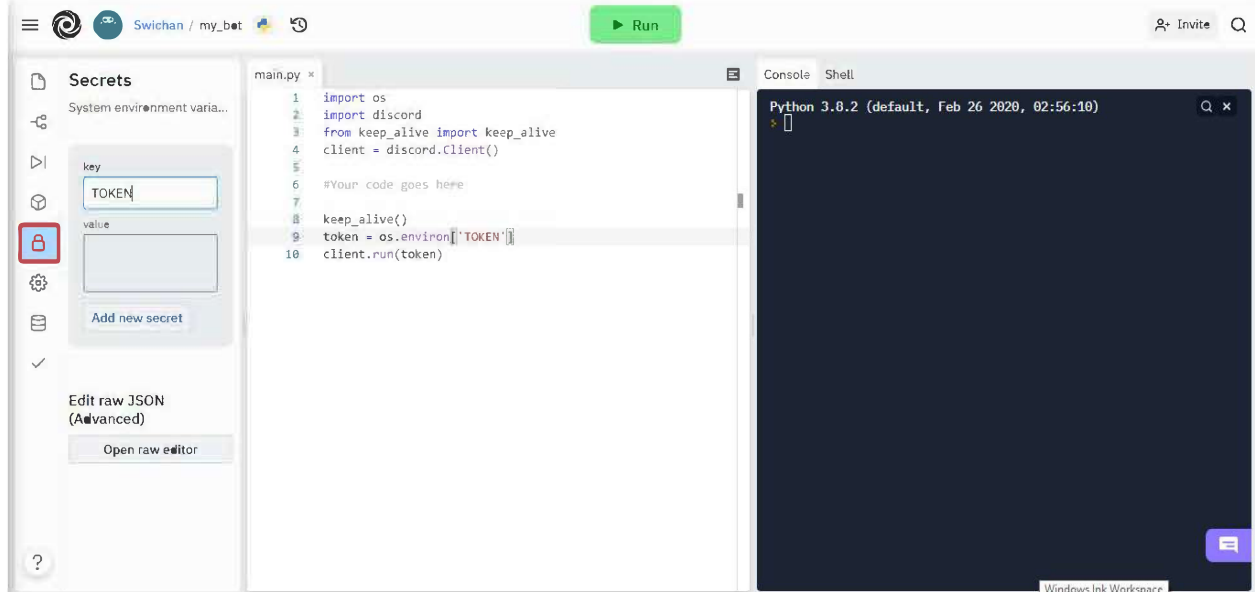 Swichan / my_bot
Run
Invite
Secrets
System environment varia...
key
TOKEN
value
Add new secret
Edit raw JSON
(Advanced)
Open raw editor
?
main.py ×
1 import os
2 import discord
3 from keep_alive import keep_alive
4 client = discord.Client()
5
6 #Your code goes here
7
8 keep_alive()
9 token = os.environ['TOKEN']
10 client.run(token)
Console Shell
Python 3.8.2 (default, Feb 26 2020, 02:56:10)
>
Windows Ink Workspace